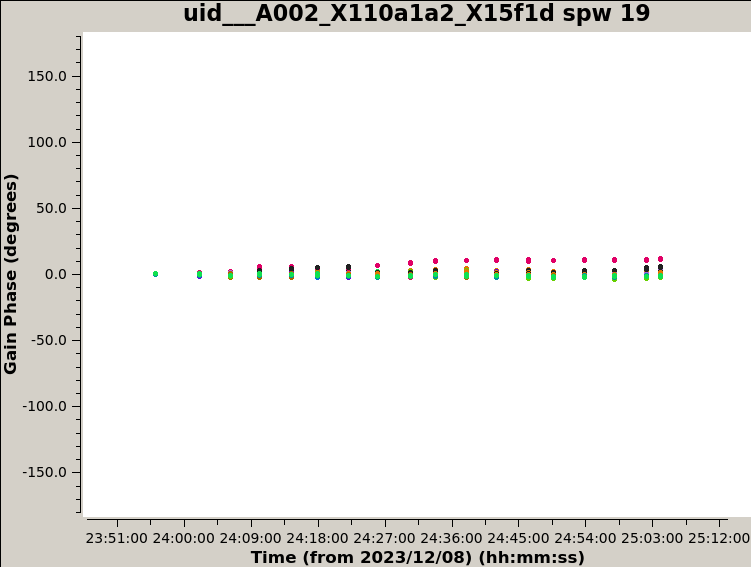 uid___A002_X110a1a2_X15f1d spw 19
150.0
100.0
50.0
0.0
-50.0
-100.0
-150.0
Gain Phase (degrees)
23:51:00 24:00:00 24:09:00 24:18:00 24:27:00 24:36:00 24:45:00 24:54:00 25:03:00 25:12:00
Time (from 2023/12/08) (hh:mm:ss)